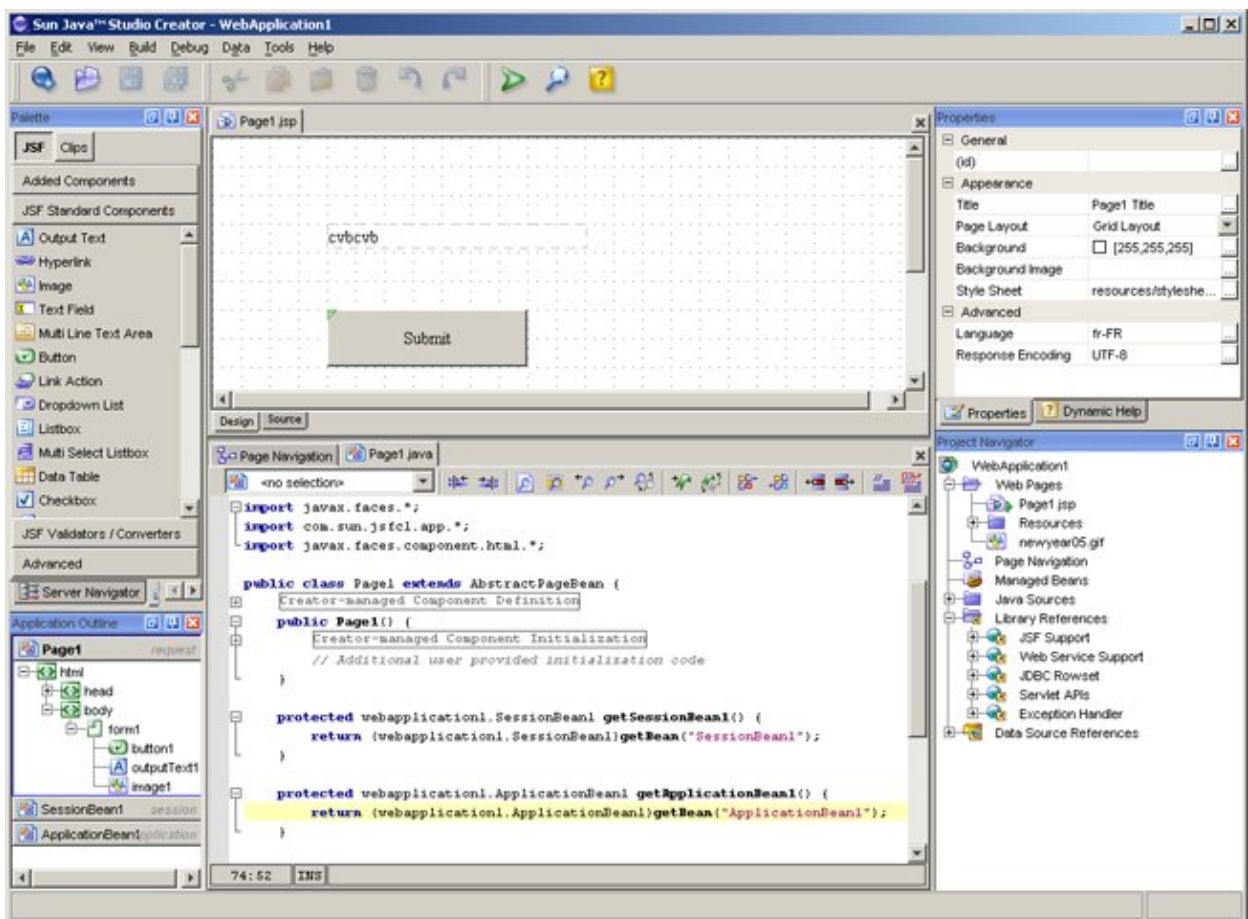 Sun Java™ Studio Creator - WebApplication1
File Edit View Build Debug Data Tools Help
Palette
JSF Clips
Added Components
JSF Standard Components
Output Text
Hyperlink
Image
Text Field
Multi Line Text Area
Button
Link Action
Dropdown List
Listbox
Multi Select Listbox
Data Table
Checkbox
JSF Validators / Converters
Advanced
Server Navigator
Application Outline
Page1 request
html
head
body
form1
button1
outputText1
image1
SessionBean1 session
ApplicationBean1
Page1.jsp
cvbcvb
Submit
Design Source
Page Navigation Page1.java
<no selection>
import javax.faces.*;
import com.sun.jsfcl.app.*;
import javax.faces.component.html.*;
public class Page1 extends AbstractPageBean {
Creator-managed Component Definition
public Page1() {
Creator-managed Component Initialization
// Additional user provided initialization code
}
protected webapplication1.SessionBean1 getSessionBean1() {
return (webapplication1.SessionBean1)getBean("SessionBean1");
}
protected webapplication1.ApplicationBean1 getApplicationBean1() {
return (webapplication1.ApplicationBean1)getBean("ApplicationBean1");
}
74:52 INS
Properties
General
(id)
Appearance
Title Page1 Title
Page Layout Grid Layout
Background [255,255,255]
Background Image
Style Sheet resources/styleshe...
Advanced
Language fr-FR
Response Encoding UTF-8
Properties Dynamic Help
Project Navigator
WebApplication1
Web Pages
Page1.jsp
Resources
newyear05.gif
Page Navigation
Managed Beans
Java Sources
Library References
JSF Support
Web Service Support
JDBC Rowset
Servlet APIs
Exception Handler
Data Source References